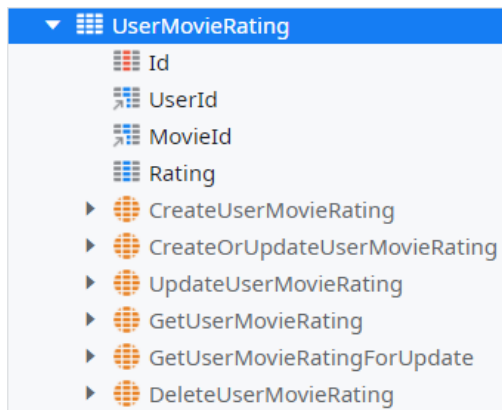 UserMovieRating
Id
UserId
MovieId
Rating
CreateUserMovieRating
CreateOrUpdateUserMovieRating
UpdateUserMovieRating
GetUserMovieRating
GetUserMovieRatingForUpdate
DeleteUserMovieRating